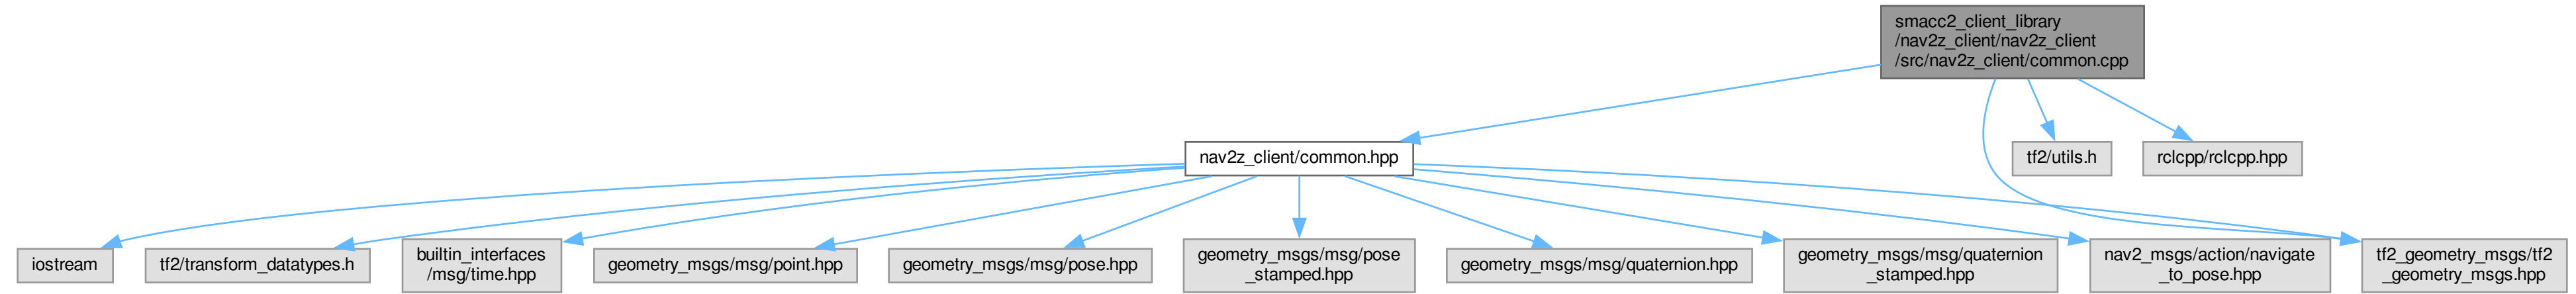 smacc2_client_library
/nav2z_client/nav2z_client
/src/nav2z_client/common.cpp
nav2z_client/common.hpp
tf2/utils.h
rclcpp/rclcpp.hpp
iostream
tf2/transform_datatypes.h
builtin_interfaces
/msg/time.hpp
geometry_msgs/msg/point.hpp
geometry_msgs/msg/pose.hpp
geometry_msgs/msg/pose
_stamped.hpp
geometry_msgs/msg/quaternion.hpp
geometry_msgs/msg/quaternion
_stamped.hpp
nav2_msgs/action/navigate
_to_pose.hpp
tf2_geometry_msgs/tf2
_geometry_msgs.hpp